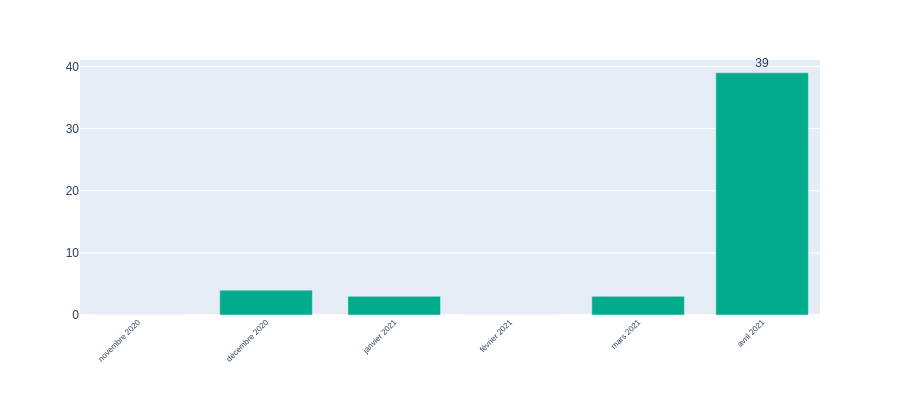 39
40
30
20
10
0
novembre 2020
décembre 2020
janvier 2021
février 2021
mars 2021
avril 2021